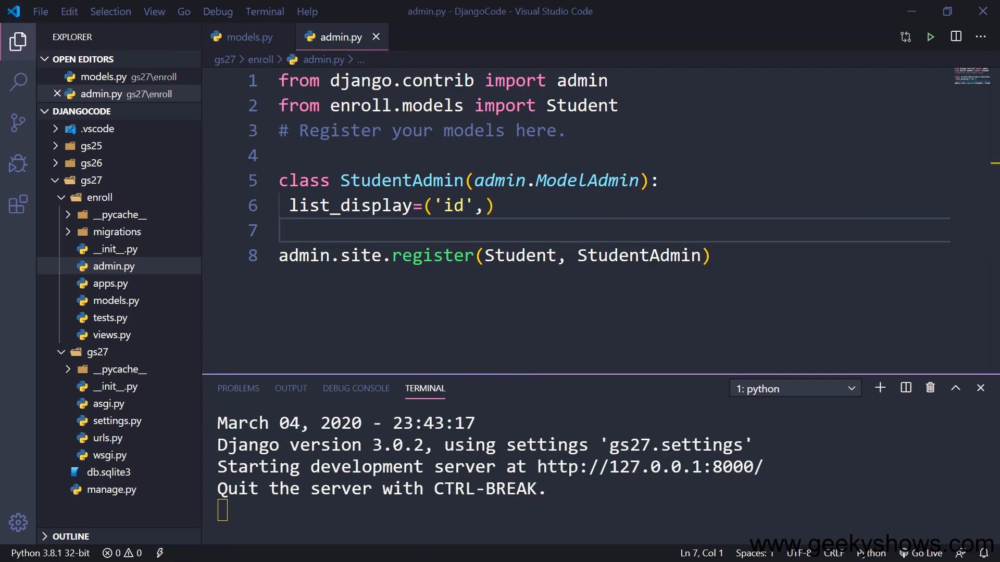 File Edit Selection View Go Debug Terminal Help
admin.py - DjangoCode - Visual Studio Code
EXPLORER
OPEN EDITORS
models.py gs27\enroll
admin.py gs27\enroll
DJANGOCODE
.vscode
gs25
gs26
gs27
enroll
__pycache__
migrations
__init__.py
admin.py
apps.py
models.py
tests.py
views.py
gs27
__pycache__
__init__.py
asgi.py
settings.py
urls.py
wsgi.py
db.sqlite3
manage.py
OUTLINE
models.py admin.py
gs27 > enroll > admin.py > ...
1 from django.contrib import admin
2 from enroll.models import Student
3 # Register your models here.
4
5 class StudentAdmin(admin.ModelAdmin):
6 list_display=('id',)
7
8 admin.site.register(Student, StudentAdmin)
PROBLEMS OUTPUT DEBUG CONSOLE TERMINAL
1: python
March 04, 2020 - 23:43:17
Django version 3.0.2, using settings 'gs27.settings'
Starting development server at http://127.0.0.1:8000/
Quit the server with CTRL-BREAK.
www.geekyshows.com
Python 3.8.1 32-bit 0 0
Ln 7, Col 1 Spaces: 1 UTF-8 CRLF Python Go Live